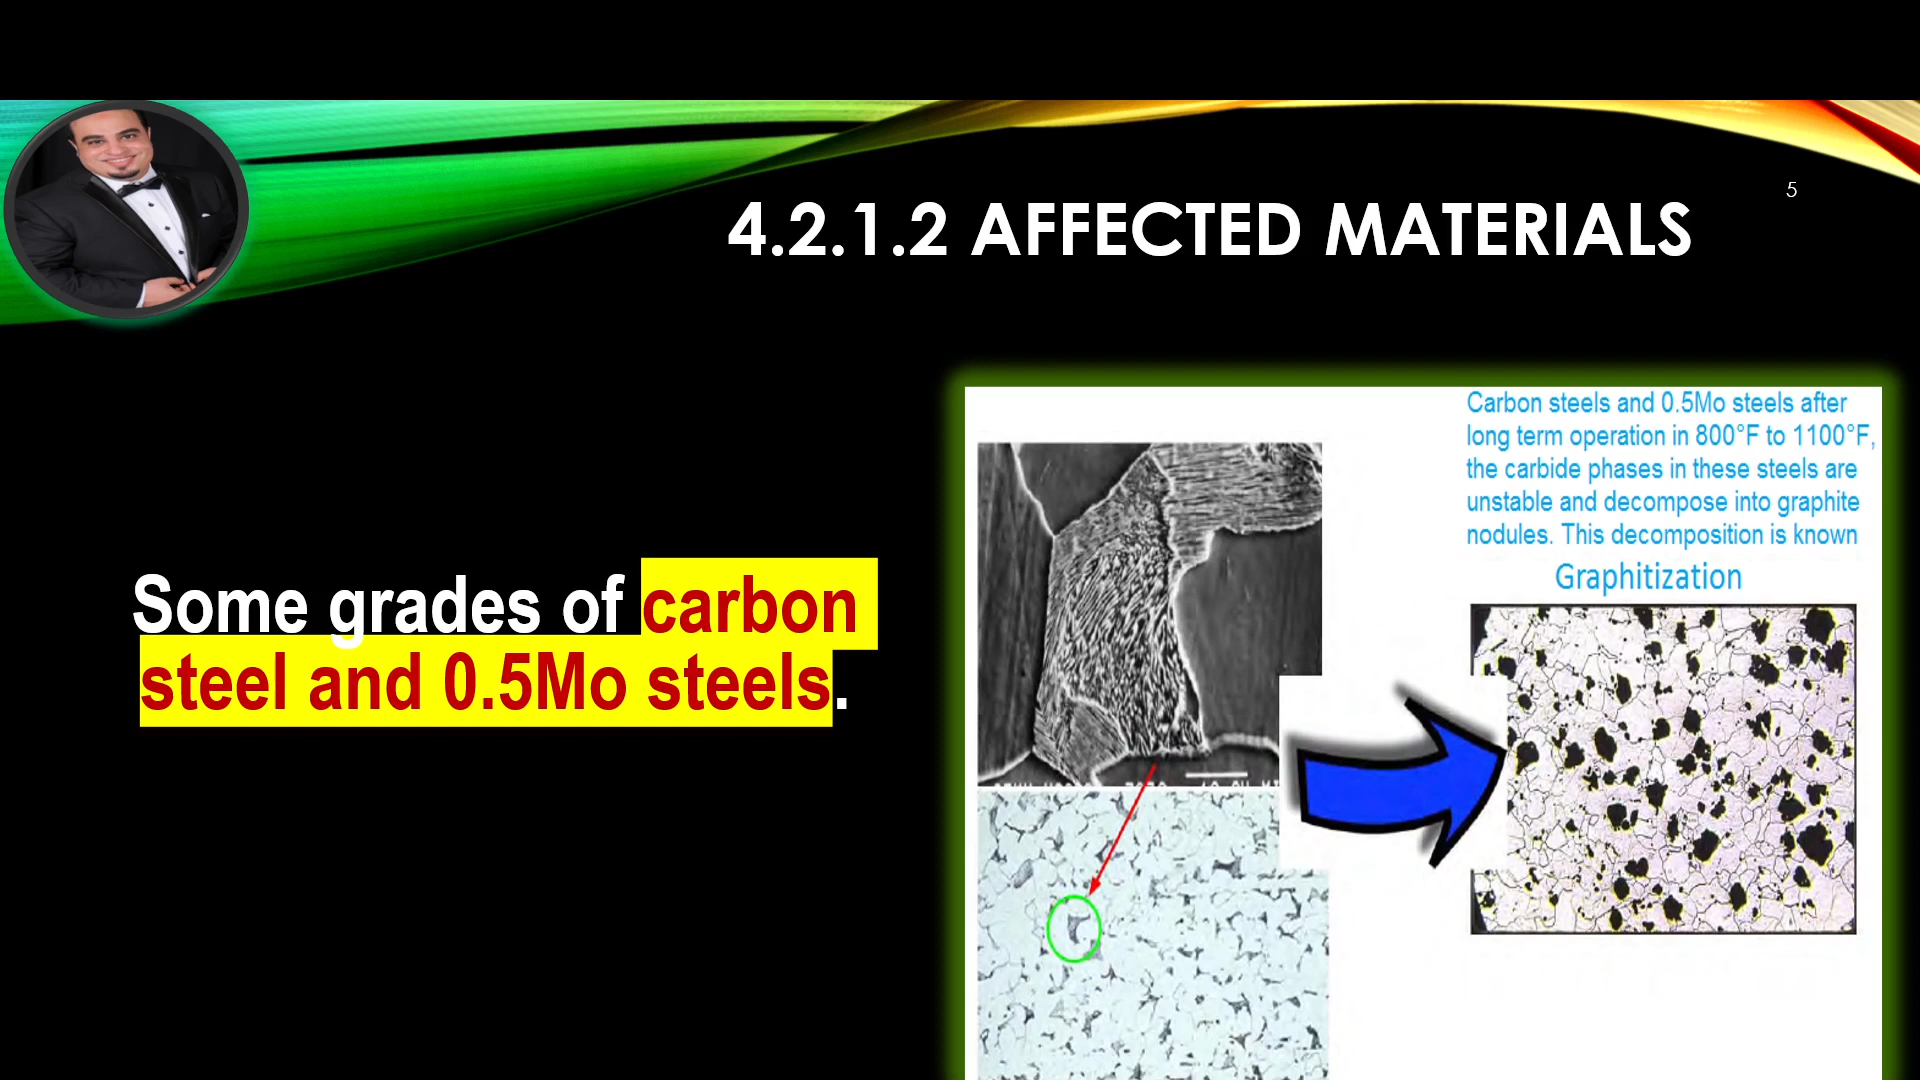 5
4.2.1.2 AFFECTED MATERIALS
Some grades of carbon
steel and 0.5Mo steels.
Carbon steels and 0.5Mo steels after
long term operation in 800°F to 1100°F,
the carbide phases in these steels are
unstable and decompose into graphite
nodules. This decomposition is known
Graphitization